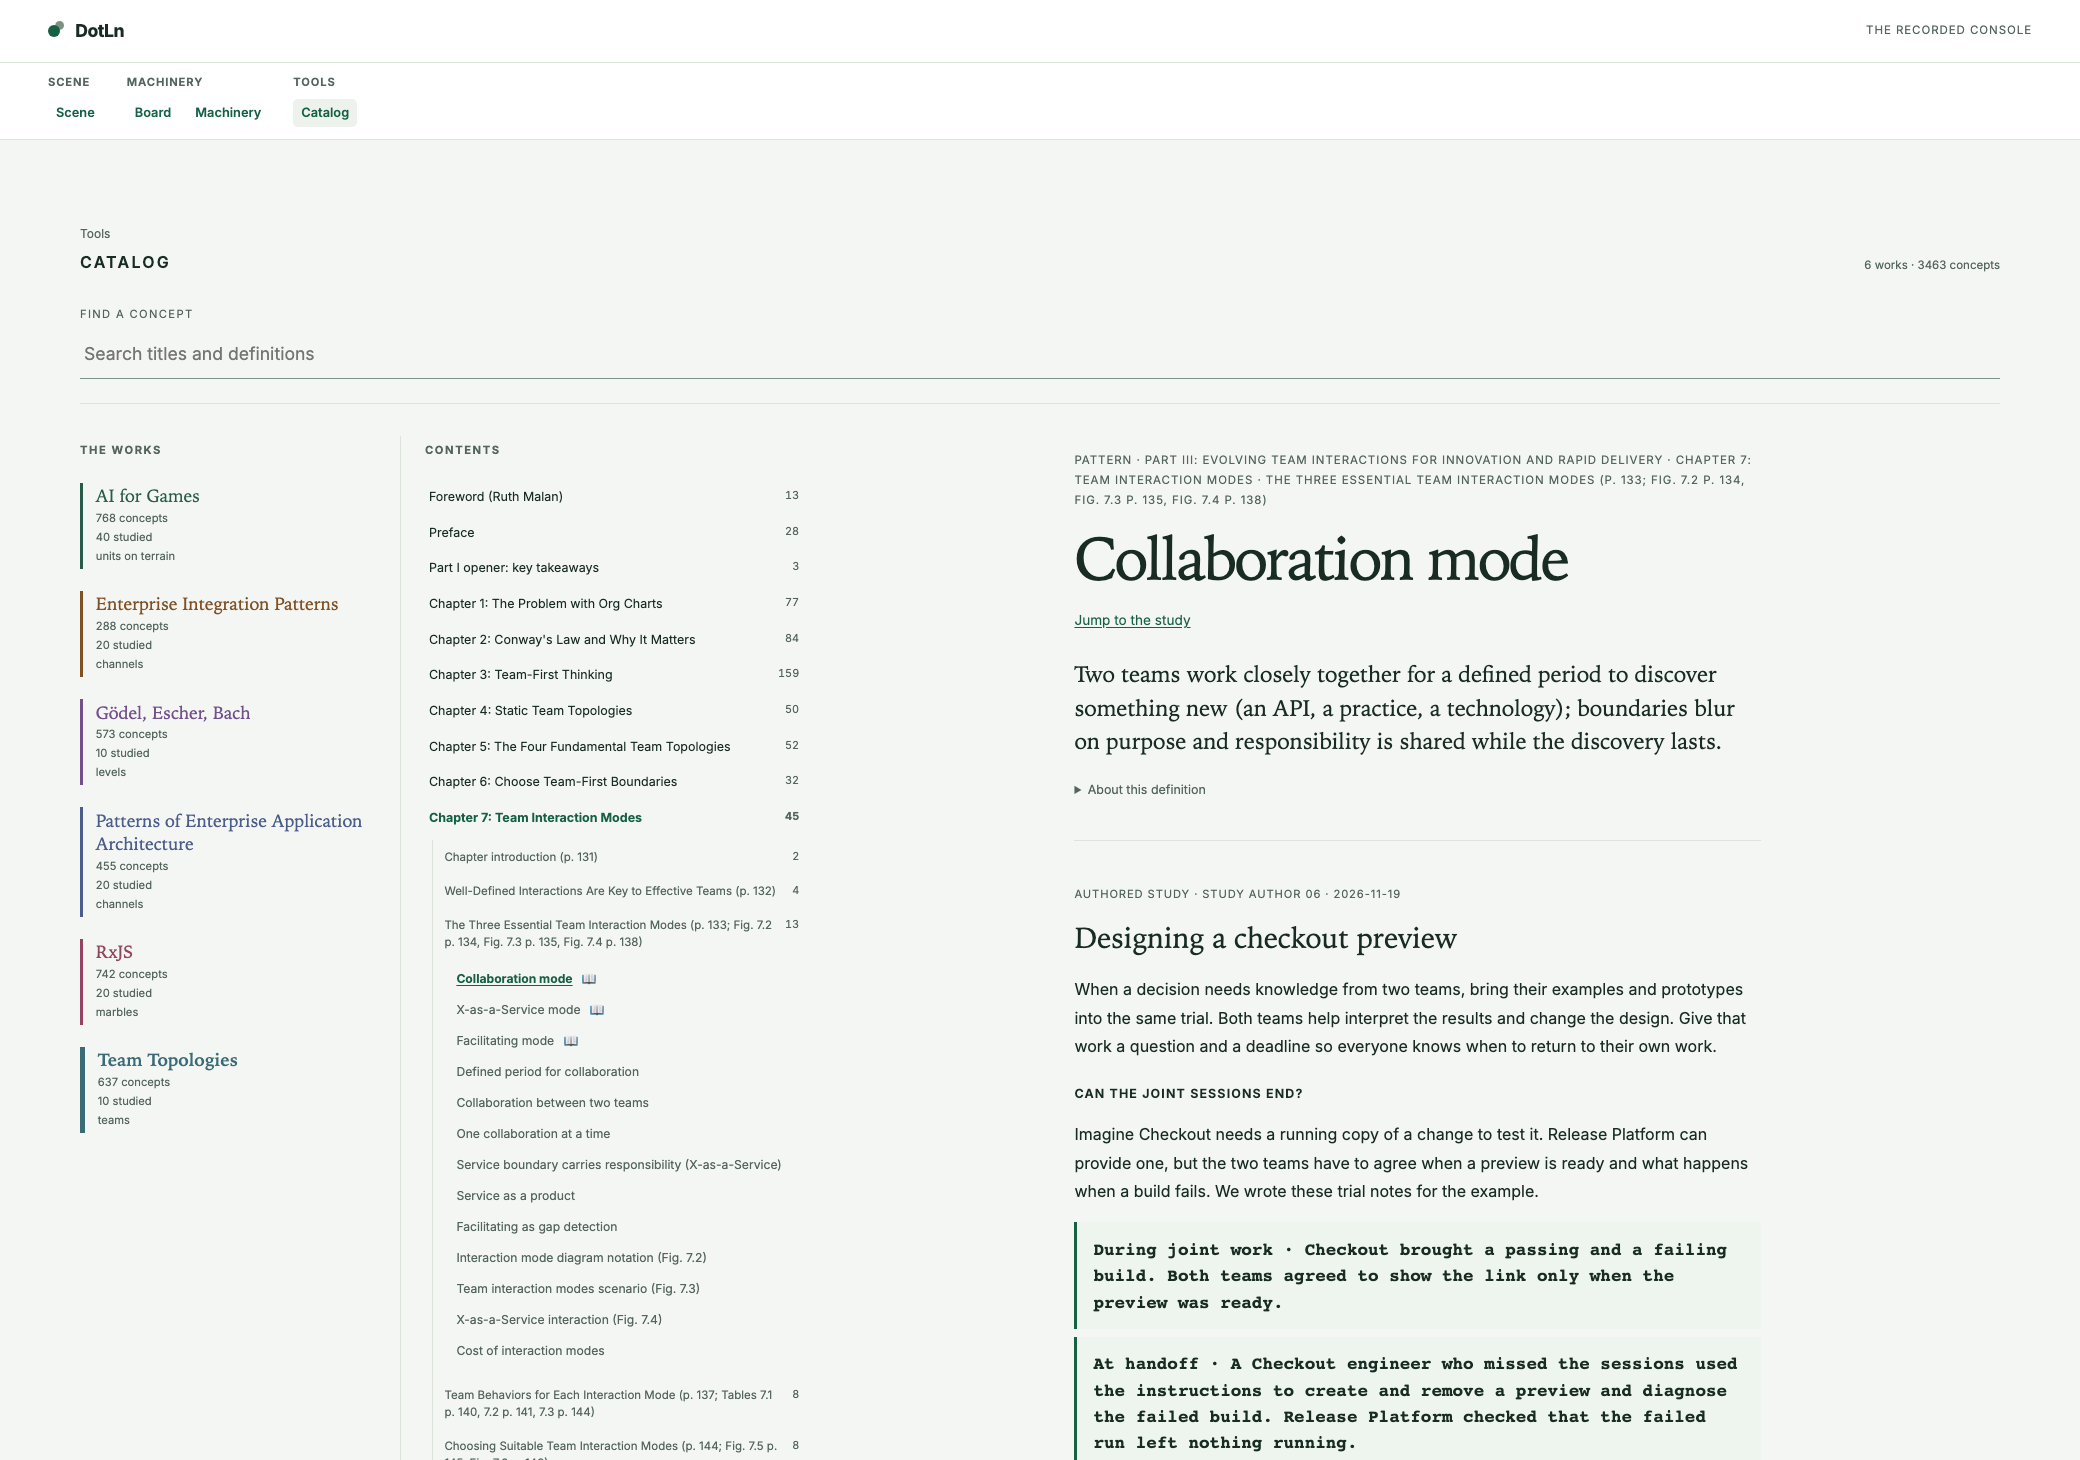 DotLn
THE RECORDED CONSOLE
SCENE
MACHINERY
TOOLS
Scene
Board
Machinery
Catalog
Tools
CATALOG
6 works · 3463 concepts
FIND A CONCEPT
Search titles and definitions
THE WORKS
AI for Games
768 concepts
40 studied
units on terrain
Enterprise Integration Patterns
288 concepts
20 studied
channels
Gödel, Escher, Bach
573 concepts
10 studied
levels
Patterns of Enterprise Application
Architecture
455 concepts
20 studied
channels
RxJS
742 concepts
20 studied
marbles
Team Topologies
637 concepts
10 studied
teams
CONTENTS
Foreword (Ruth Malan) 13
Preface 28
Part I opener: key takeaways 3
Chapter 1: The Problem with Org Charts 77
Chapter 2: Conway's Law and Why It Matters 84
Chapter 3: Team-First Thinking 159
Chapter 4: Static Team Topologies 50
Chapter 5: The Four Fundamental Team Topologies 52
Chapter 6: Choose Team-First Boundaries 32
Chapter 7: Team Interaction Modes 45
Chapter introduction (p. 131) 2
Well-Defined Interactions Are Key to Effective Teams (p. 132) 4
The Three Essential Team Interaction Modes (p. 133; Fig. 7.2 13
p. 134, Fig. 7.3 p. 135, Fig. 7.4 p. 138)
Collaboration mode
X-as-a-Service mode
Facilitating mode
Defined period for collaboration
Collaboration between two teams
One collaboration at a time
Service boundary carries responsibility (X-as-a-Service)
Service as a product
Facilitating as gap detection
Interaction mode diagram notation (Fig. 7.2)
Team interaction modes scenario (Fig. 7.3)
X-as-a-Service interaction (Fig. 7.4)
Cost of interaction modes
Team Behaviors for Each Interaction Mode (p. 137; Tables 7.1 8
p. 140, 7.2 p. 141, 7.3 p. 144)
Choosing Suitable Team Interaction Modes (p. 144; Fig. 7.5 p. 8
PATTERN · PART III: EVOLVING TEAM INTERACTIONS FOR INNOVATION AND RAPID DELIVERY · CHAPTER 7:
TEAM INTERACTION MODES · THE THREE ESSENTIAL TEAM INTERACTION MODES (P. 133; FIG. 7.2 P. 134,
FIG. 7.3 P. 135, FIG. 7.4 P. 138)
Collaboration mode
Jump to the study
Two teams work closely together for a defined period to discover
something new (an API, a practice, a technology); boundaries blur
on purpose and responsibility is shared while the discovery lasts.
About this definition
AUTHORED STUDY · STUDY AUTHOR 06 · 2026-11-19
Designing a checkout preview
When a decision needs knowledge from two teams, bring their examples and prototypes
into the same trial. Both teams help interpret the results and change the design. Give that
work a question and a deadline so everyone knows when to return to their own work.
CAN THE JOINT SESSIONS END?
Imagine Checkout needs a running copy of a change to test it. Release Platform can
provide one, but the two teams have to agree when a preview is ready and what happens
when a build fails. We wrote these trial notes for the example.
During joint work · Checkout brought a passing and a failing
build. Both teams agreed to show the link only when the
preview was ready.
At handoff · A Checkout engineer who missed the sessions used
the instructions to create and remove a preview and diagnose
the failed build. Release Platform checked that the failed
run left nothing running.